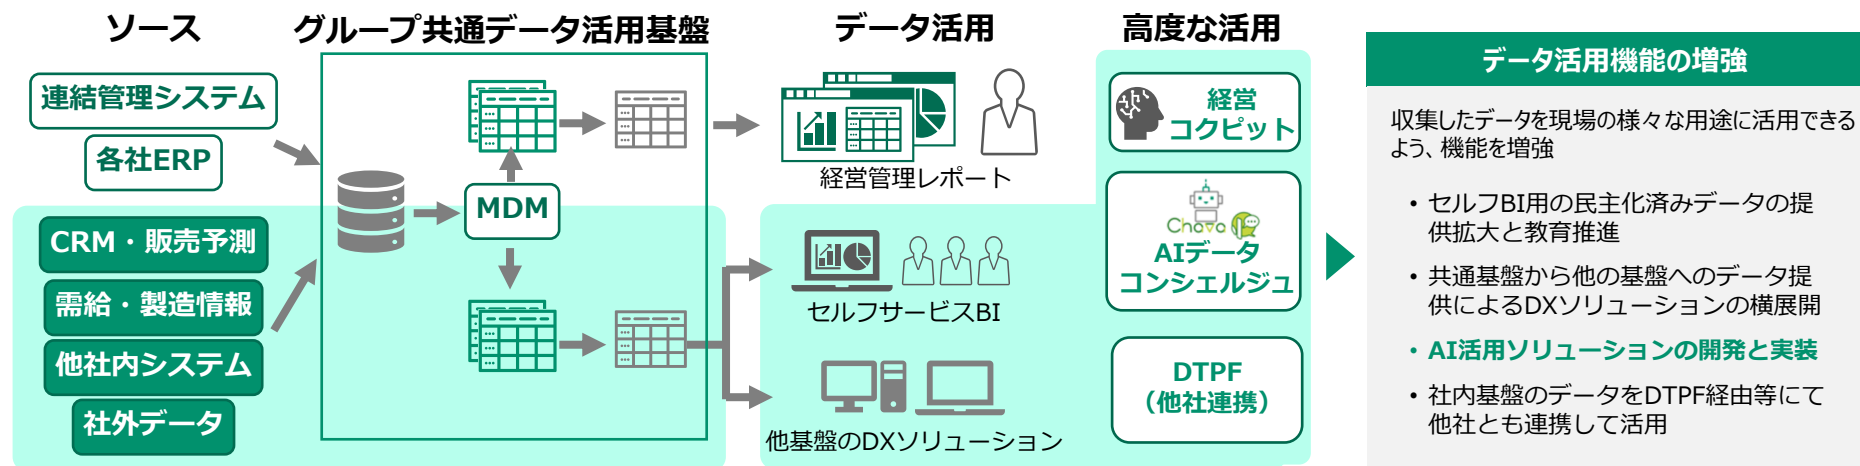 ソース
グループ共通データ活用基盤
データ活用
高度な活用
連結管理システム
各社ERP
CRM・販売予測
需給・製造情報
他社内システム
社外データ
MDM
経営管理レポート
セルフサービスBI
他基盤のDXソリューション
経営
コクピット
Chava
AIデータ
コンシェルジュ
DTPF
（他社連携）
データ活用機能の増強
収集したデータを現場の様々な用途に活用できる
よう、機能を増強
・セルフBI用の民主化済みデータの提
供拡大と教育推進
・共通基盤から他の基盤へのデータ提
供によるDXソリューションの横展開
・AI活用ソリューションの開発と実装
・社内基盤のデータをDTPF経由等にて
他社とも連携して活用